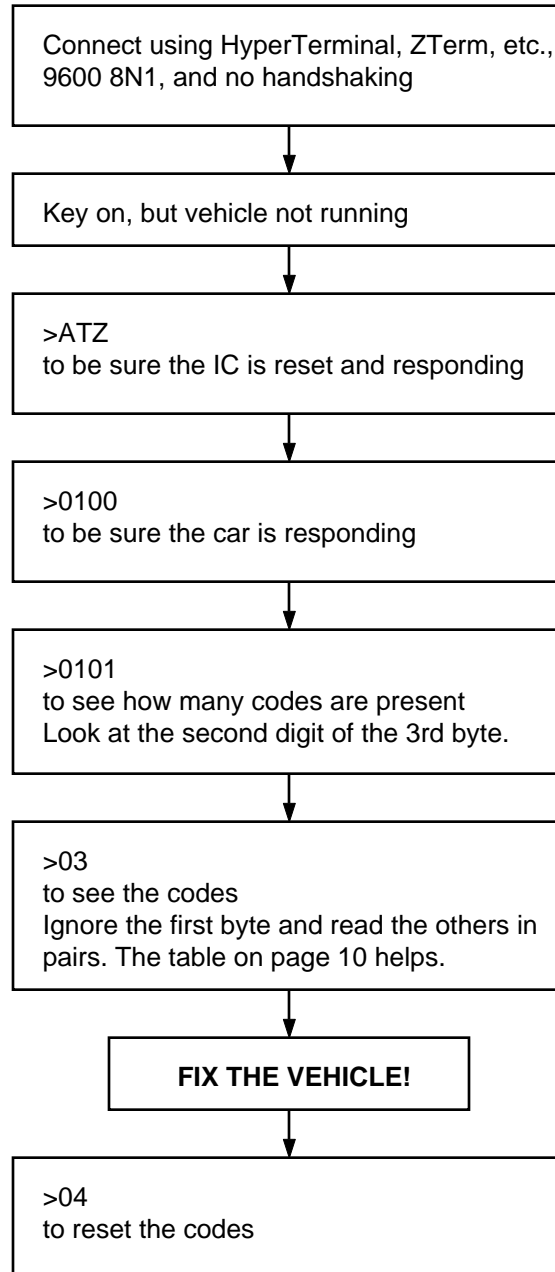 Connect using HyperTerminal, ZTerm, etc.,
9600 8N1, and no handshaking
Key on, but vehicle not running
>ATZ
to be sure the IC is reset and responding
>0100
to be sure the car is responding
>0101
to see how many codes are present
Look at the second digit of the 3rd byte.
>03
to see the codes
Ignore the first byte and read the others in
pairs. The table on page 10 helps.
FIX THE VEHICLE!
>04
to reset the codes